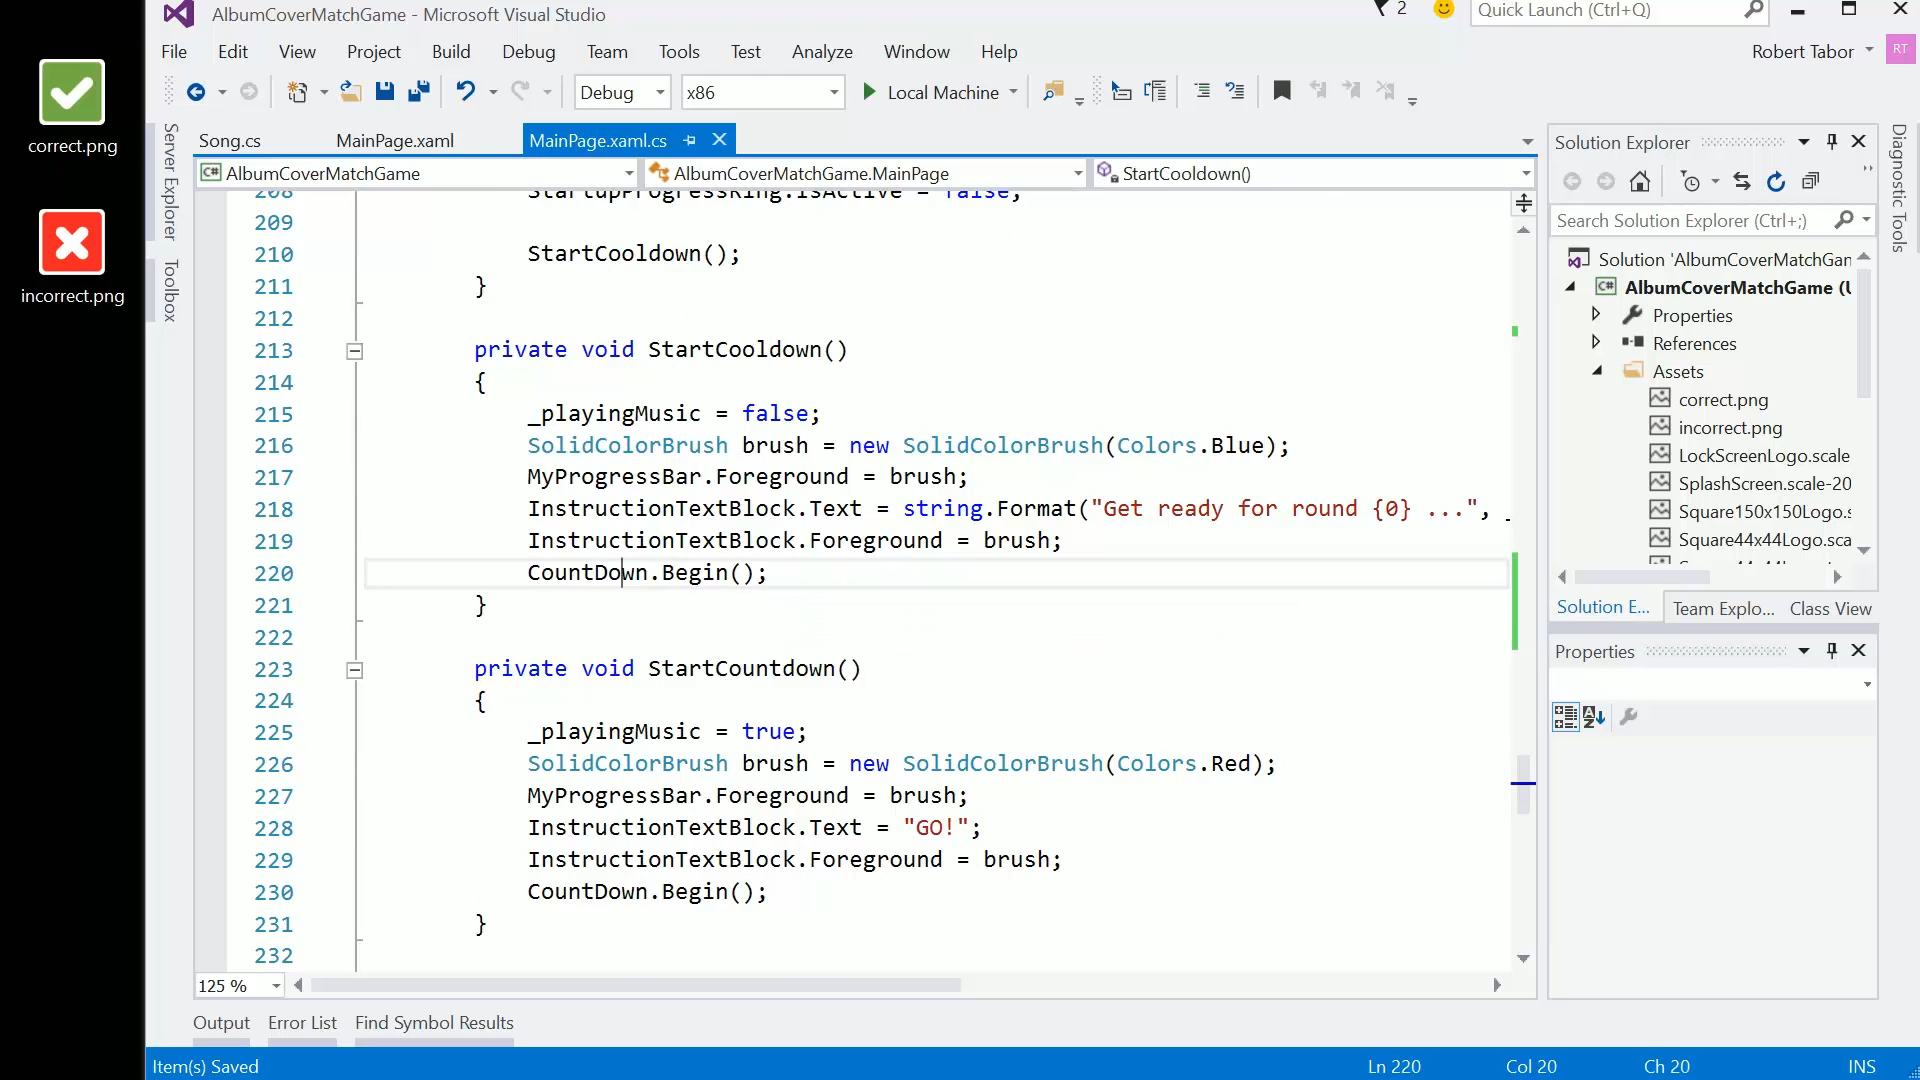 AlbumCoverMatchGame - Microsoft Visual Studio
2
Quick Launch (Ctrl+Q)
File Edit View Project Build Debug Team Tools Test Analyze Window Help
Robert Tabor
RT
Debug
x86
Local Machine
correct.png
incorrect.png
Server Explorer
Toolbox
Song.cs
MainPage.xaml
MainPage.xaml.cs
C# AlbumCoverMatchGame
AlbumCoverMatchGame.MainPage
StartCooldown()
208 StartupProgressRing.IsActive = false;
209
210 StartCooldown();
211 }
212
213 private void StartCooldown()
214 {
215 _playingMusic = false;
216 SolidColorBrush brush = new SolidColorBrush(Colors.Blue);
217 MyProgressBar.Foreground = brush;
218 InstructionTextBlock.Text = string.Format("Get ready for round {0} ...", _
219 InstructionTextBlock.Foreground = brush;
220 CountDown.Begin();
221 }
222
223 private void StartCountdown()
224 {
225 _playingMusic = true;
226 SolidColorBrush brush = new SolidColorBrush(Colors.Red);
227 MyProgressBar.Foreground = brush;
228 InstructionTextBlock.Text = "GO!";
229 InstructionTextBlock.Foreground = brush;
230 CountDown.Begin();
231 }
232
125 %
Output Error List Find Symbol Results
Item(s) Saved
Ln 220 Col 20 Ch 20 INS
Solution Explorer
Search Solution Explorer (Ctrl+;)
Solution 'AlbumCoverMatchGan
C# AlbumCoverMatchGame (U
Properties
References
Assets
correct.png
incorrect.png
LockScreenLogo.scale
SplashScreen.scale-20
Square150x150Logo.s
Square44x44Logo.sca
Solution E... Team Explo... Class View
Properties
Diagnostic Tools